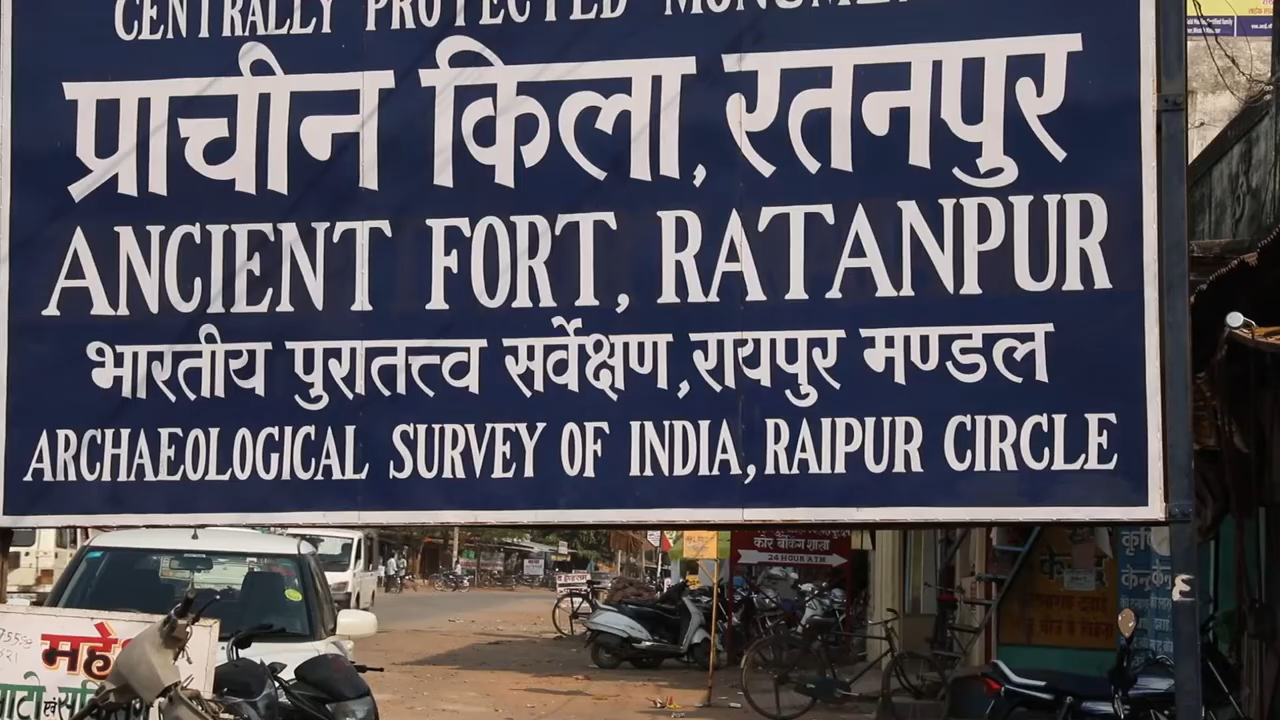 CENTRALLY PROTECTED
प्राचीन किला, रतनपुर
ANCIENT FORT, RATANPUR
भारतीय पुरातत्त्व सर्वेक्षण, रायपुर मण्डल
ARCHAEOLOGICAL SURVEY OF INDIA, RAIPUR CIRCLE
कोर बैंकिंग शाखा
24 HOUR ATM
महे